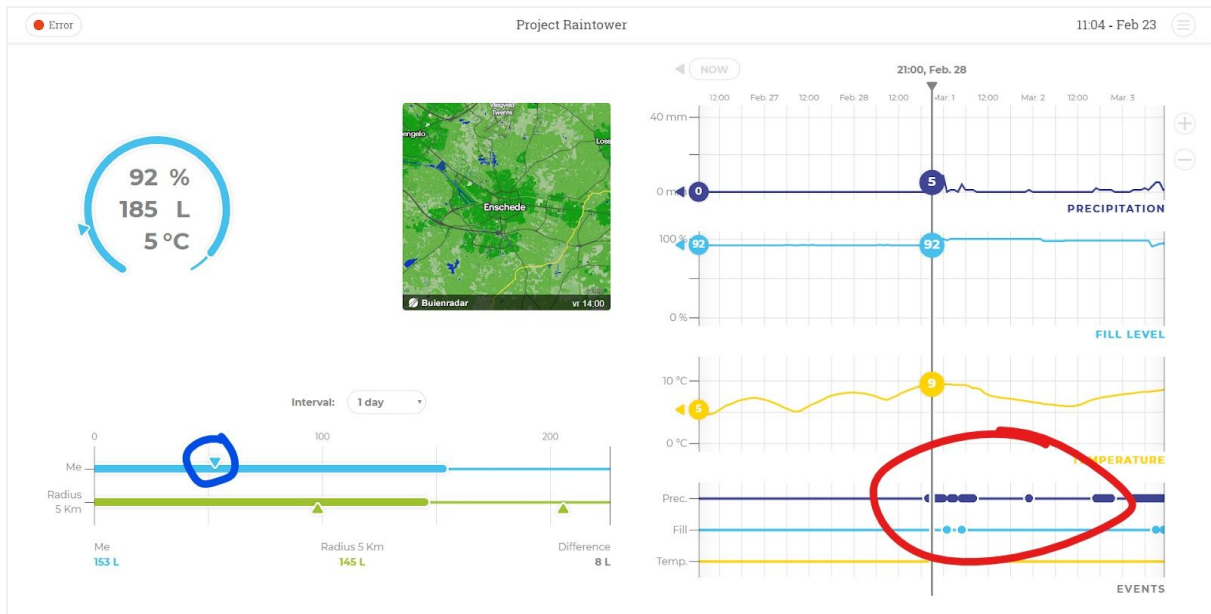 Error
Project Raintower
11:04 - Feb 23
92 %
185 L
5 °C
Vliegveld
Twente
engelo
Loss
Enschede
Buienradar
vr 14:00
Interval:
1 day
0 100 200
Me
Radius
5 Km
Me Radius 5 Km Difference
153 L 145 L 8 L
NOW
21:00, Feb. 28
12:00 Feb. 27 12:00 Feb. 28 12:00 Mar. 1 12:00 Mar. 2 12:00 Mar. 3
40 mm
0 m 0 5
PRECIPITATION
100 % 92 92
0 %
FILL LEVEL
10 °C 9
5
0 °C
TEMPERATURE
Prec.
Fill
Temp.
EVENTS